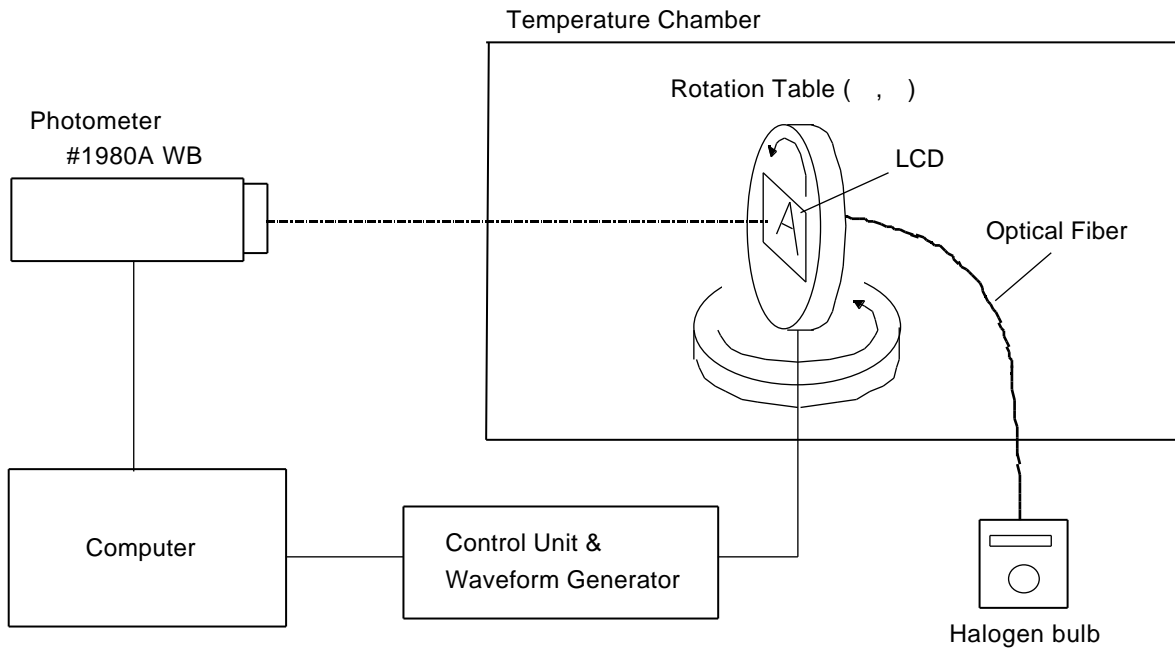 Temperature Chamber
Rotation Table ( , )
Photometer
#1980A WB
LCD
A
Optical Fiber
Computer
Control Unit &
Waveform Generator
Halogen bulb